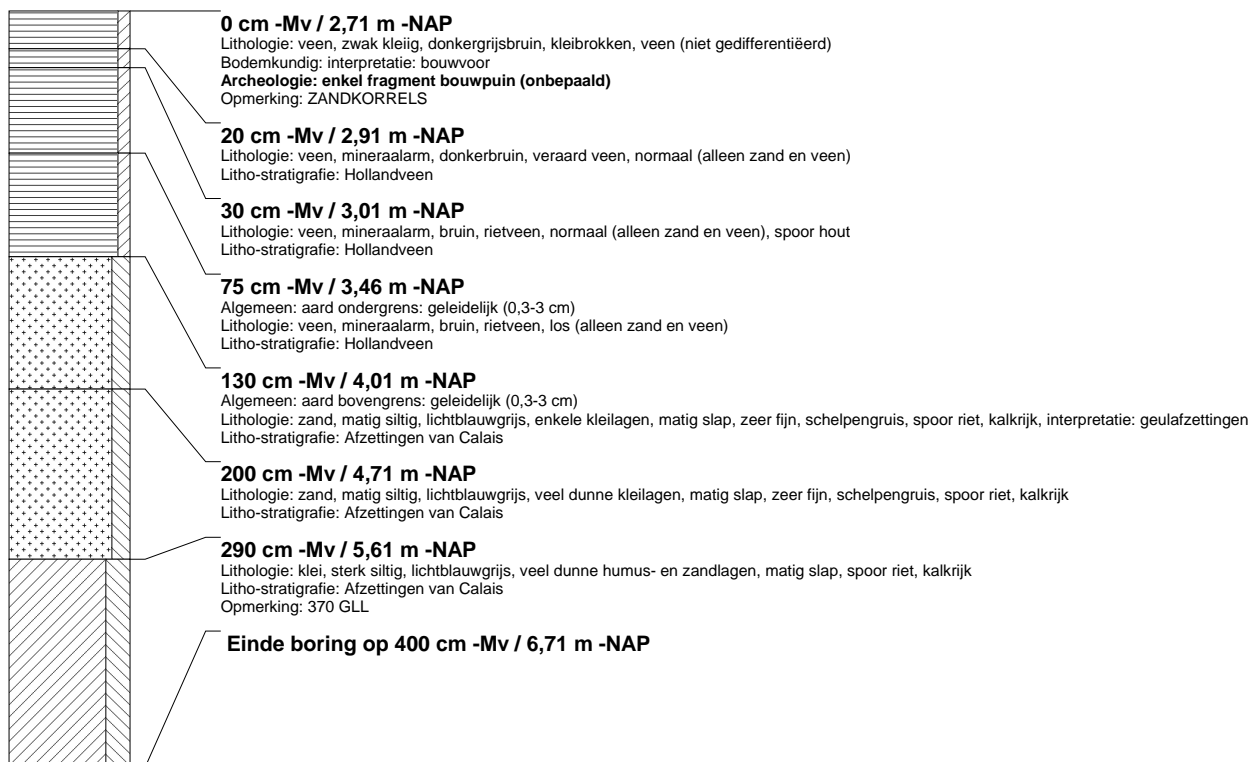 0 cm -Mv / 2,71 m -NAP
Lithologie: veen, zwak kleiig, donkergrijsbruin, kleibrokken, veen (niet gedifferentiëerd)
Bodemkundig: interpretatie: bouwvoor
Archeologie: enkel fragment bouwpuin (onbepaald)
Opmerking: ZANDKORRELS
20 cm -Mv / 2,91 m -NAP
Lithologie: veen, mineraalarm, donkerbruin, veraard veen, normaal (alleen zand en veen)
Litho-stratigrafie: Hollandveen
30 cm -Mv / 3,01 m -NAP
Lithologie: veen, mineraalarm, bruin, rietveen, normaal (alleen zand en veen), spoor hout
Litho-stratigrafie: Hollandveen
75 cm -Mv / 3,46 m -NAP
Algemeen: aard ondergrens: geleidelijk (0,3-3 cm)
Lithologie: veen, mineraalarm, bruin, rietveen, los (alleen zand en veen)
Litho-stratigrafie: Hollandveen
130 cm -Mv / 4,01 m -NAP
Algemeen: aard bovengrens: geleidelijk (0,3-3 cm)
Lithologie: zand, matig siltig, lichtblauwgrijs, enkele kleilagen, matig slap, zeer fijn, schelpengruis, spoor riet, kalkrijk, interpretatie: geulafzettingen
Litho-stratigrafie: Afzettingen van Calais
200 cm -Mv / 4,71 m -NAP
Lithologie: zand, matig siltig, lichtblauwgrijs, veel dunne kleilagen, matig slap, zeer fijn, schelpengruis, spoor riet, kalkrijk
Litho-stratigrafie: Afzettingen van Calais
290 cm -Mv / 5,61 m -NAP
Lithologie: klei, sterk siltig, lichtblauwgrijs, veel dunne humus- en zandlagen, matig slap, spoor riet, kalkrijk
Litho-stratigrafie: Afzettingen van Calais
Opmerking: 370 GLL
Einde boring op 400 cm -Mv / 6,71 m -NAP